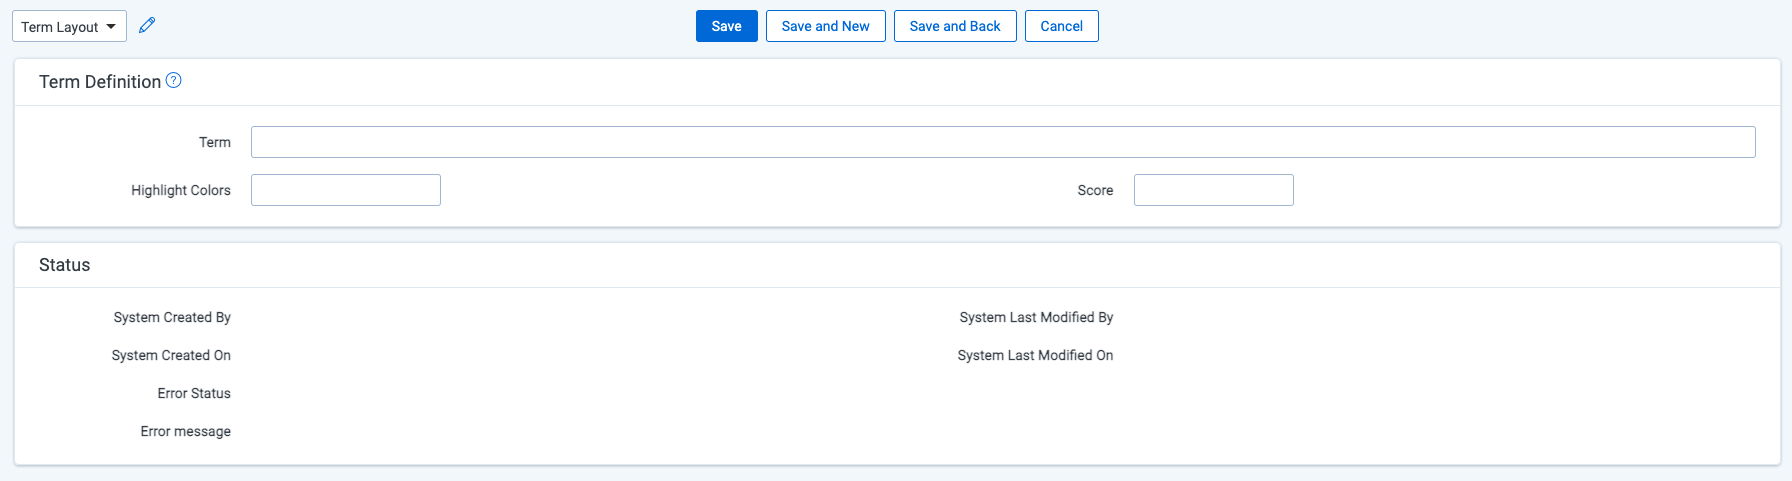 Term Layout Save Save and New Save and Back Cancel
Term Definition ?
Term
Highlight Colors Score
Status
System Created By System Last Modified By
System Created On System Last Modified On
Error Status
Error message